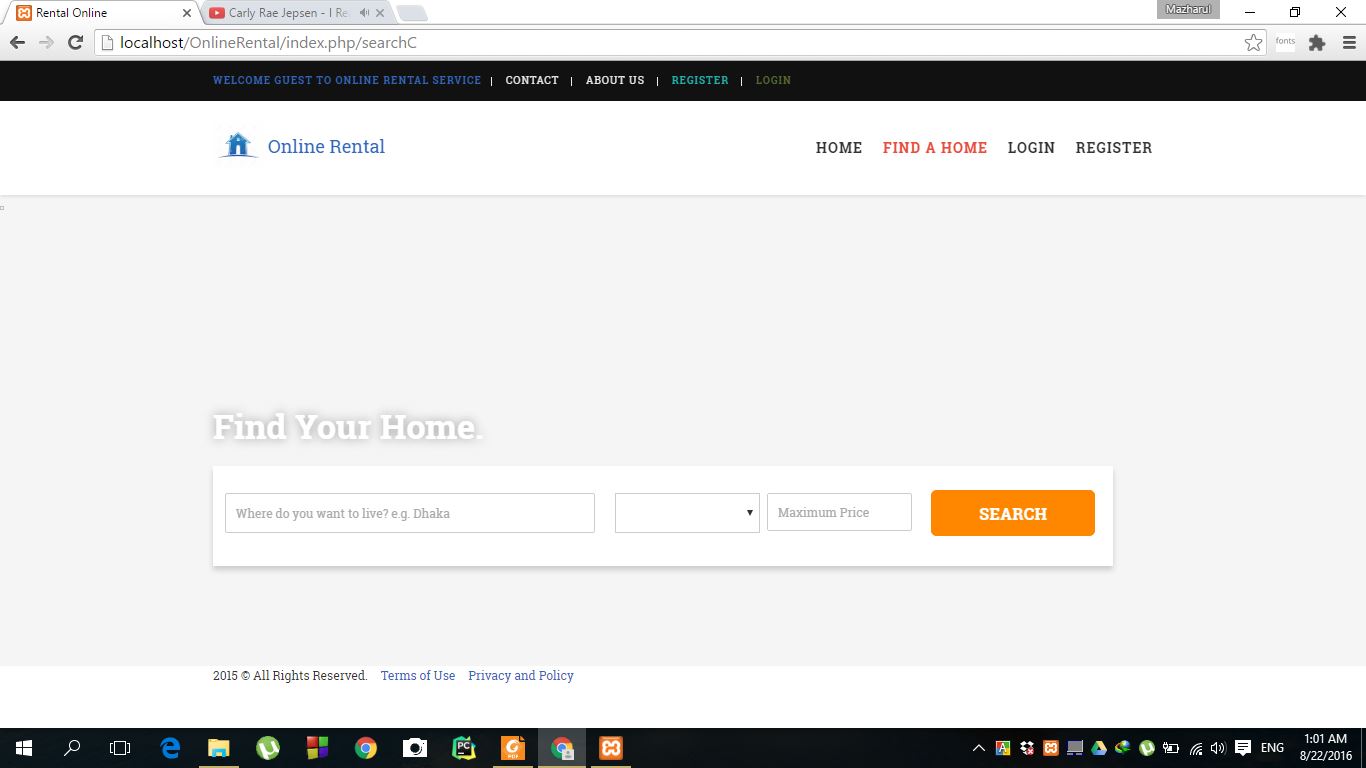 Rental Online
Carly Rae Jepsen - I Re
Mazharul
localhost/OnlineRental/index.php/searchC
fonts
WELCOME GUEST TO ONLINE RENTAL SERVICE | CONTACT | ABOUT US | REGISTER | LOGIN
Online Rental
HOME FIND A HOME LOGIN REGISTER
Find Your Home.
Where do you want to live? e.g. Dhaka
Maximum Price
SEARCH
2015 © All Rights Reserved. Terms of Use Privacy and Policy
PC
PDF
ENG
1:01 AM
8/22/2016